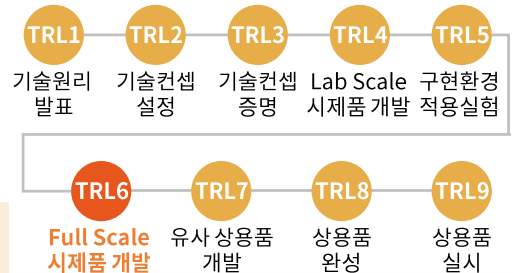 TRL1 TRL2 TRL3 TRL4 TRL5
기술원리 기술컨셉 기술컨셉 Lab Scale 구현환경
발표 설정 증명 시제품 개발 적용실험
TRL6 TRL7 TRL8 TRL9
Full Scale 유사 상용품 상용품 상용품
시제품 개발 개발 완성 실시